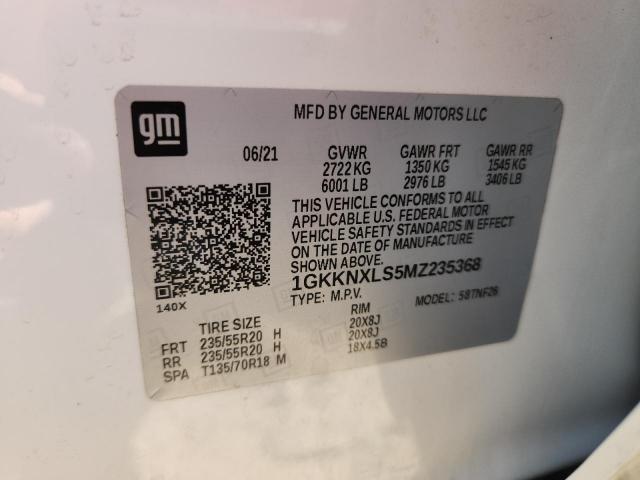 gm
MFD BY GENERAL MOTORS LLC
06/21 GVWR GAWR FRT GAWR RR
2722 KG 1350 KG 1545 KG
6001 LB 2976 LB 3406 LB
THIS VEHICLE CONFORMS TO ALL
APPLICABLE U.S. FEDERAL MOTOR
VEHICLE SAFETY STANDARDS IN EFFECT
ON THE DATE OF MANUFACTURE
SHOWN ABOVE.
1GKKNXLS5MZ235368
TYPE: M.P.V. MODEL: 58TNF26
140X
TIRE SIZE RIM
FRT 235/55R20 H 20X8J
RR 235/55R20 H 20X8J
SPA T135/70R18 M 18X4.5B